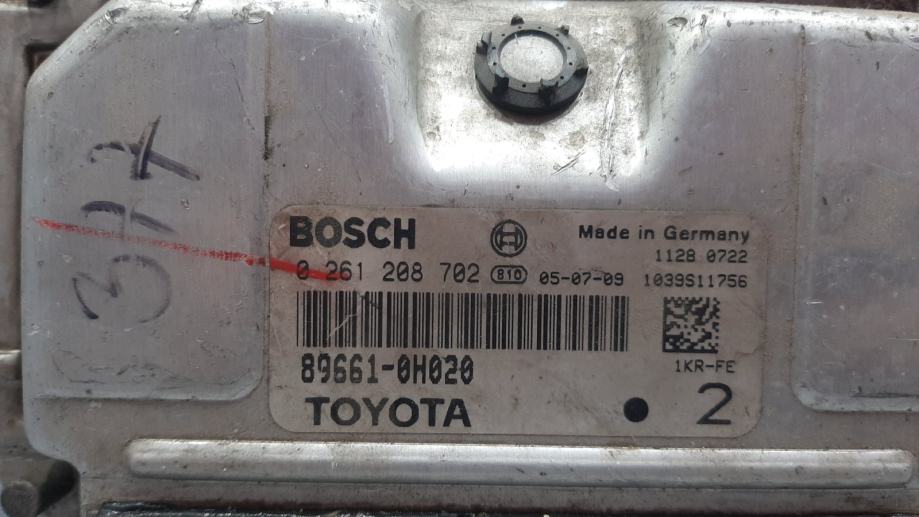 317
BOSCH
Made in Germany
1128 0722
0 261 208 702 810 05-07-09 1039S11756
89661-0H020
1KR-FE
TOYOTA
2